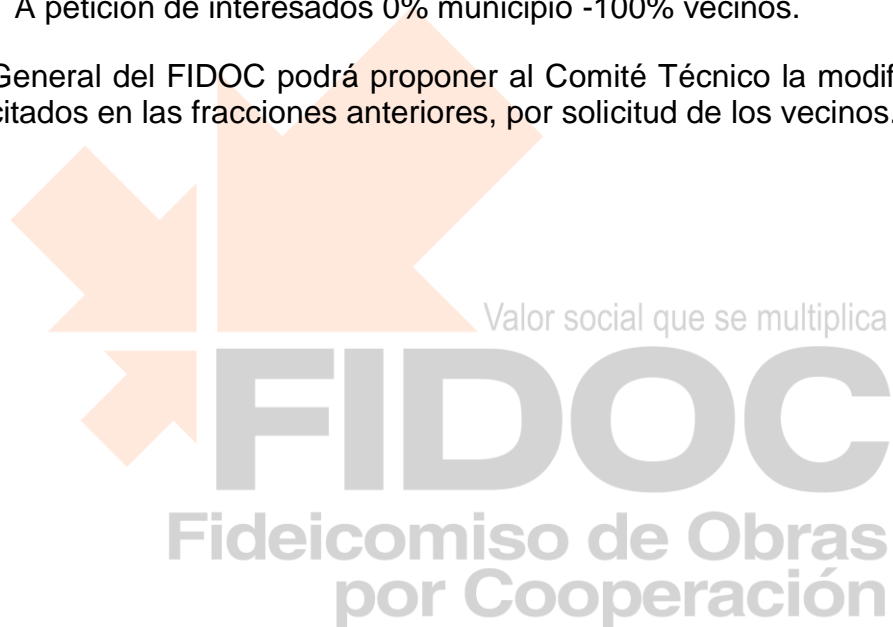 A petición de interesados 0% municipio -100% vecinos.
General del FIDOC podrá proponer al Comité Técnico la modif
citados en las fracciones anteriores, por solicitud de los vecinos.
Valor social que se multiplica
FIDOC
Fideicomiso de Obras
por Cooperación